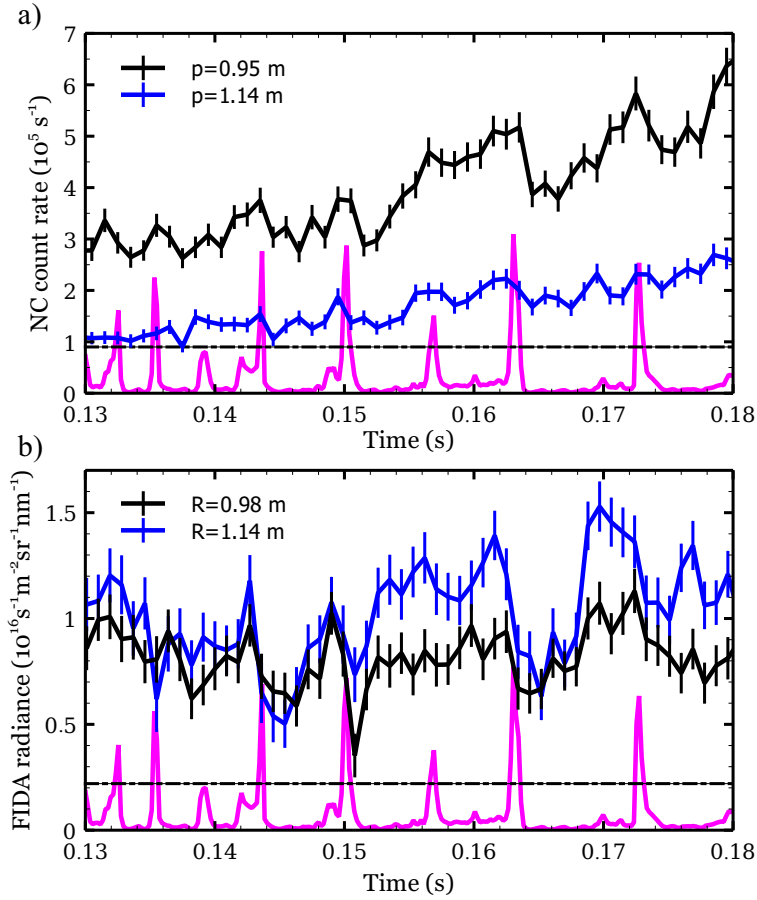 a)
7
6
5
4
3
2
1
0
NC count rate (10⁵ s⁻¹)
p=0.95 m
p=1.14 m
0.13 0.14 0.15 0.16 0.17 0.18
Time (s)
b)
1.5
1
0.5
0
FIDA radiance (10¹⁶s⁻¹m⁻²sr⁻¹nm⁻¹)
R=0.98 m
R=1.14 m
0.13 0.14 0.15 0.16 0.17 0.18
Time (s)